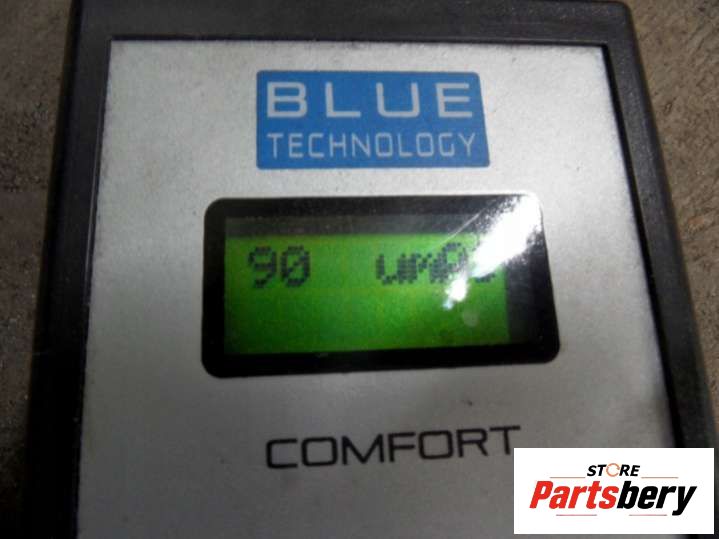 BLUE
TECHNOLOGY
90
COMFORT
STORE
Partsbery